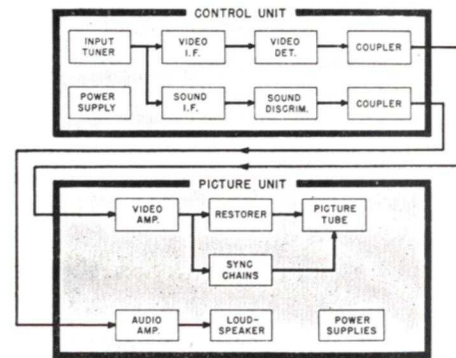 CONTROL UNIT
INPUT
TUNER
VIDEO
I.F.
VIDEO
DET.
COUPLER
POWER
SUPPLY
SOUND
I.F.
SOUND
DISCRIM.
COUPLER
PICTURE UNIT
VIDEO
AMP.
RESTORER
PICTURE
TUBE
SYNC
CHAINS
AUDIO
AMP.
LOUD-
SPEAKER
POWER
SUPPLIES